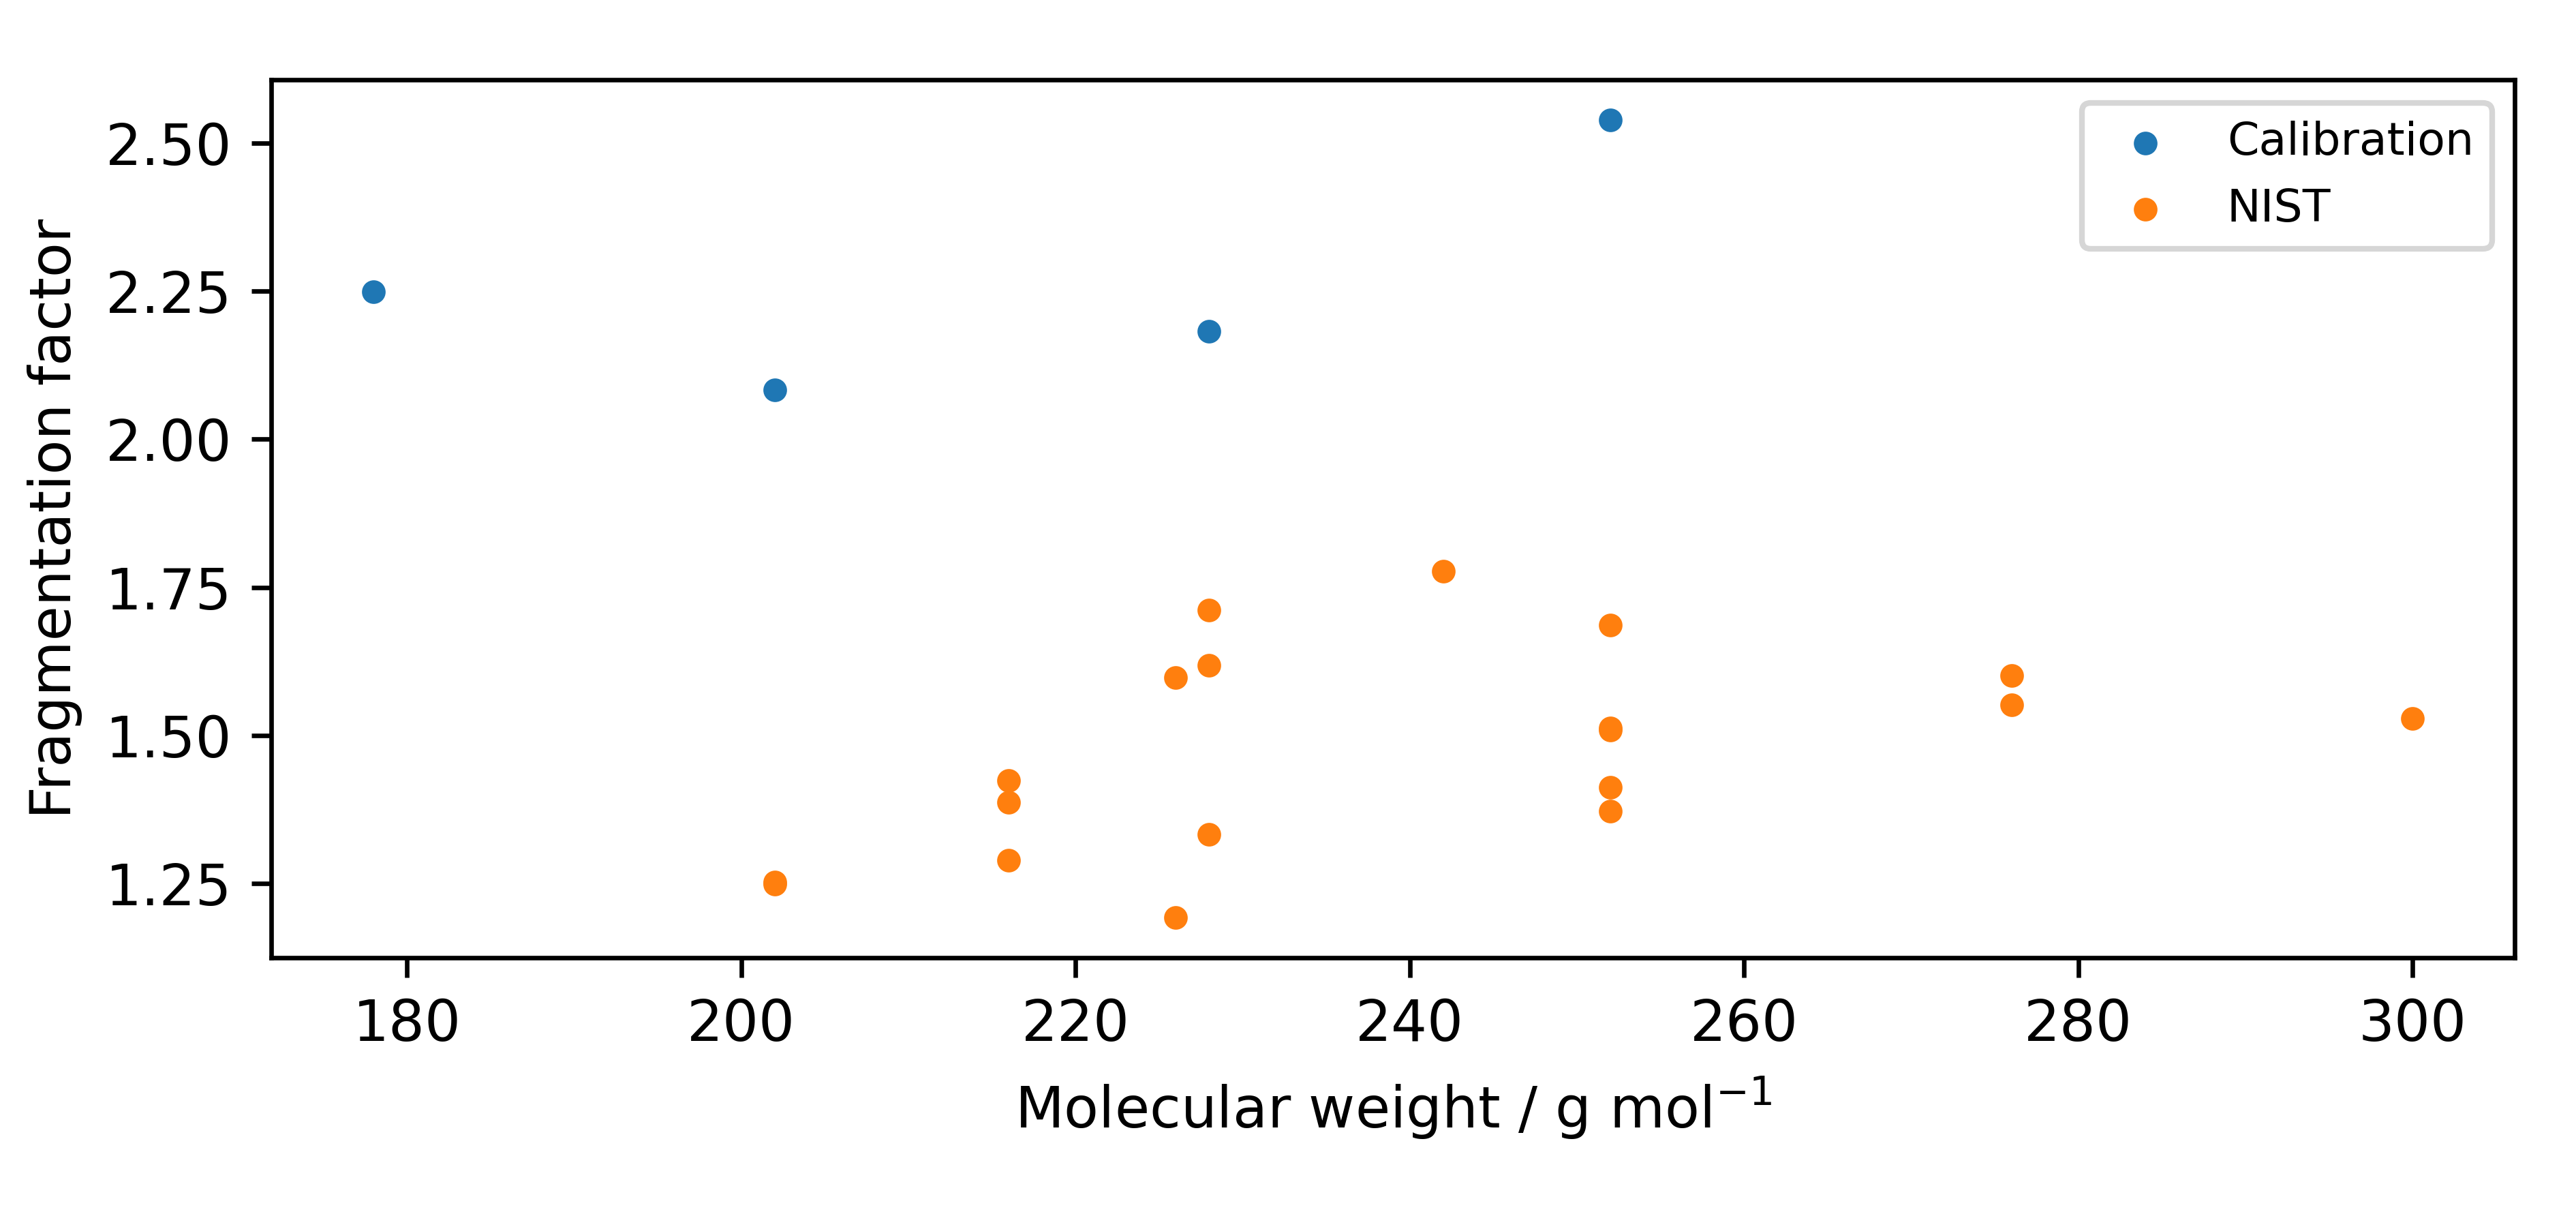 Calibration
NIST
Fragmentation factor
2.50
2.25
2.00
1.75
1.50
1.25
180 200 220 240 260 280 300
Molecular weight / g mol⁻¹